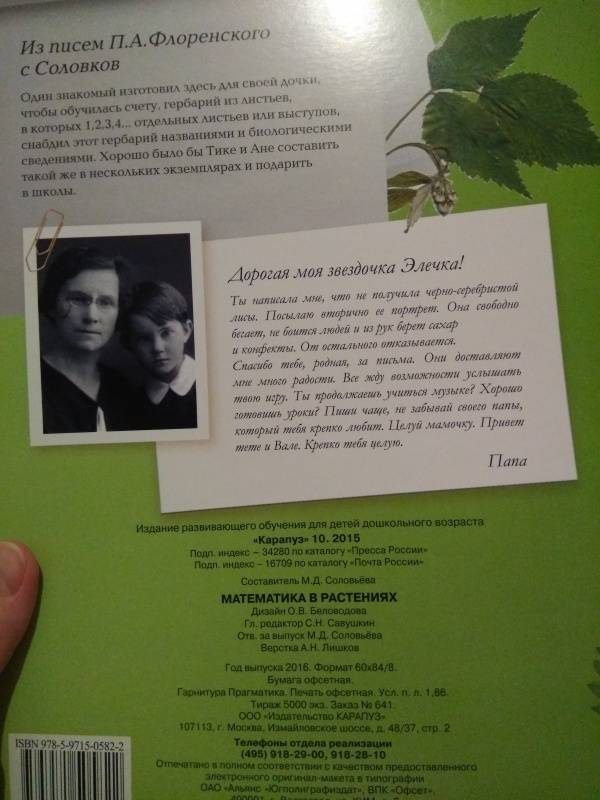 Из писем П.А.Флоренского
с Соловков
Один знакомый изготовил здесь для своей дочки,
чтобы обучилась счету, гербарий из листьев,
в которых 1,2,3,4... отдельных листьев или выступов,
снабдил этот гербарий названиями и биологическими
сведениями. Хорошо было бы Тике и Ане составить
такой же в нескольких экземплярах и подарить
в школы.
Дорогая моя звездочка Элечка!
Ты написала мне, что не получила черно-серебристой
лисы. Посылаю вторично ее портрет. Она свободно
бегает, не боится людей и из рук берет сахар
и конфекты. От остального отказывается.
Спасибо тебе, родная, за письма. Они доставляют
мне много радости. Все жду возможности услышать
твою игру. Ты продолжаешь учиться музыке? Хорошо
готовишь уроки? Пиши чаще, не забывай своего папы,
который тебя крепко любит. Целуй мамочку. Привет
тете и Вале. Крепко тебя целую.
Папа
Издание развивающего обучения для детей дошкольного возраста
«Карапуз» 10. 2015
Подп. индекс – 34280 по каталогу «Пресса России»
Подп. индекс – 16709 по каталогу «Почта России»
Составитель М.Д. Соловьёва
МАТЕМАТИКА В РАСТЕНИЯХ
Дизайн О.В. Беловодова
Гл. редактор С.Н. Савушкин
Отв. за выпуск М.Д. Соловьёва
Верстка А.Н. Лишков
Год выпуска 2016. Формат 60x84/8.
Бумага офсетная.
Гарнитура Прагматика. Печать офсетная. Усл. п. л. 1,86.
Тираж 5000 экз. Заказ № 641.
ООО «Издательство КАРАПУЗ»
107113, г. Москва, Измайловское шоссе, д. 48/37, стр. 2
Телефоны отдела реализации
(495) 918-29-00, 918-28-10
Отпечатано в полном соответствии с качеством предоставленного
электронного оригинал-макета в типографии
ОАО «Альянс «Югполиграфиздат», ВПК «Офсет».
ISBN 978-5-9715-0582-2